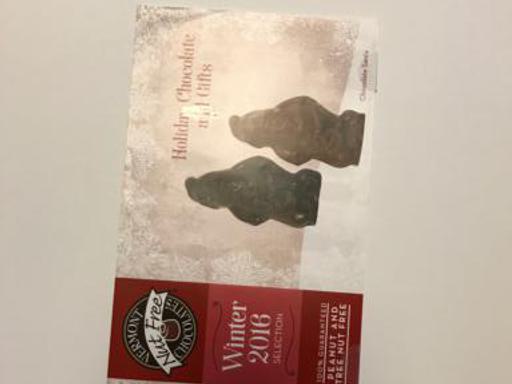 Holiday Chocolate
and Gifts
Chocolate Santa
VERMONT
Nut Free
CHOCOLATES
Winter
2016
SELECTION
100% GUARANTEED
PEANUT AND
TREE NUT FREE